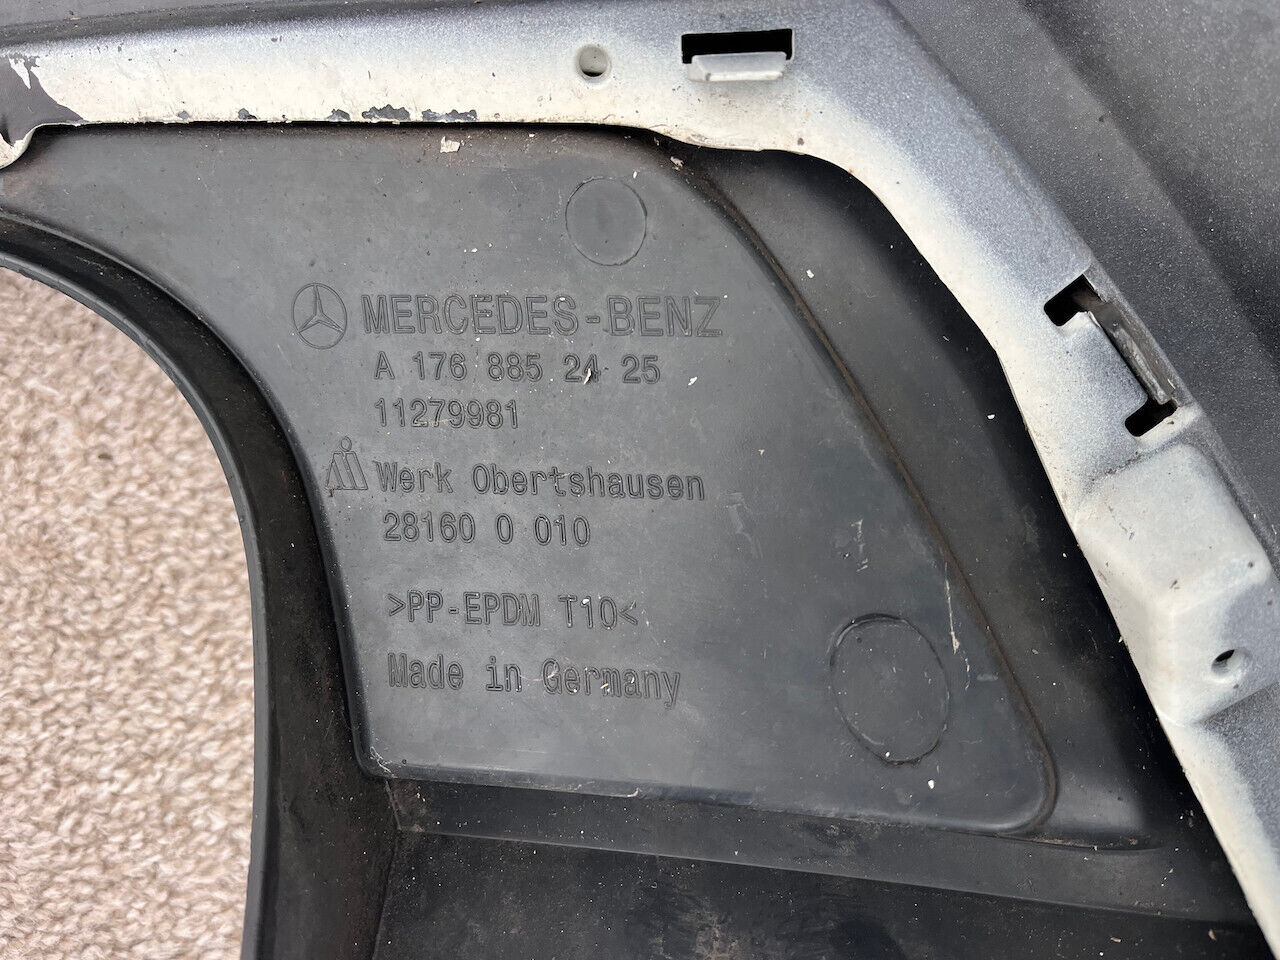 MERCEDES-BENZ
A 176 885 24 25
11279981
Werk Obertshausen
28160 0 010
>PP-EPDM T10<
Made in Germany